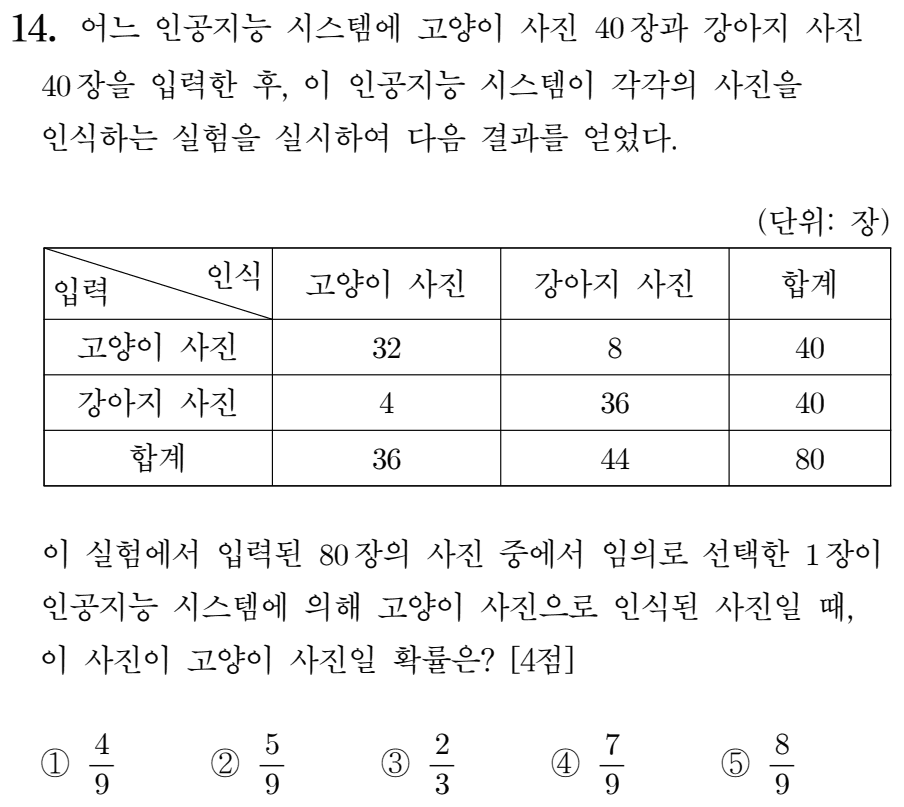 14. 어느 인공지능 시스템에 고양이 사진 40장과 강아지 사진
40장을 입력한 후, 이 인공지능 시스템이 각각의 사진을
인식하는 실험을 실시하여 다음 결과를 얻었다.
(단위: 장)
입력 인식 고양이 사진 강아지 사진 합계
고양이 사진 32 8 40
강아지 사진 4 36 40
합계 36 44 80
이 실험에서 입력된 80장의 사진 중에서 임의로 선택한 1장이
인공지능 시스템에 의해 고양이 사진으로 인식된 사진일 때,
이 사진이 고양이 사진일 확률은? [4점]
① 4/9 ② 5/9 ③ 2/3 ④ 7/9 ⑤ 8/9